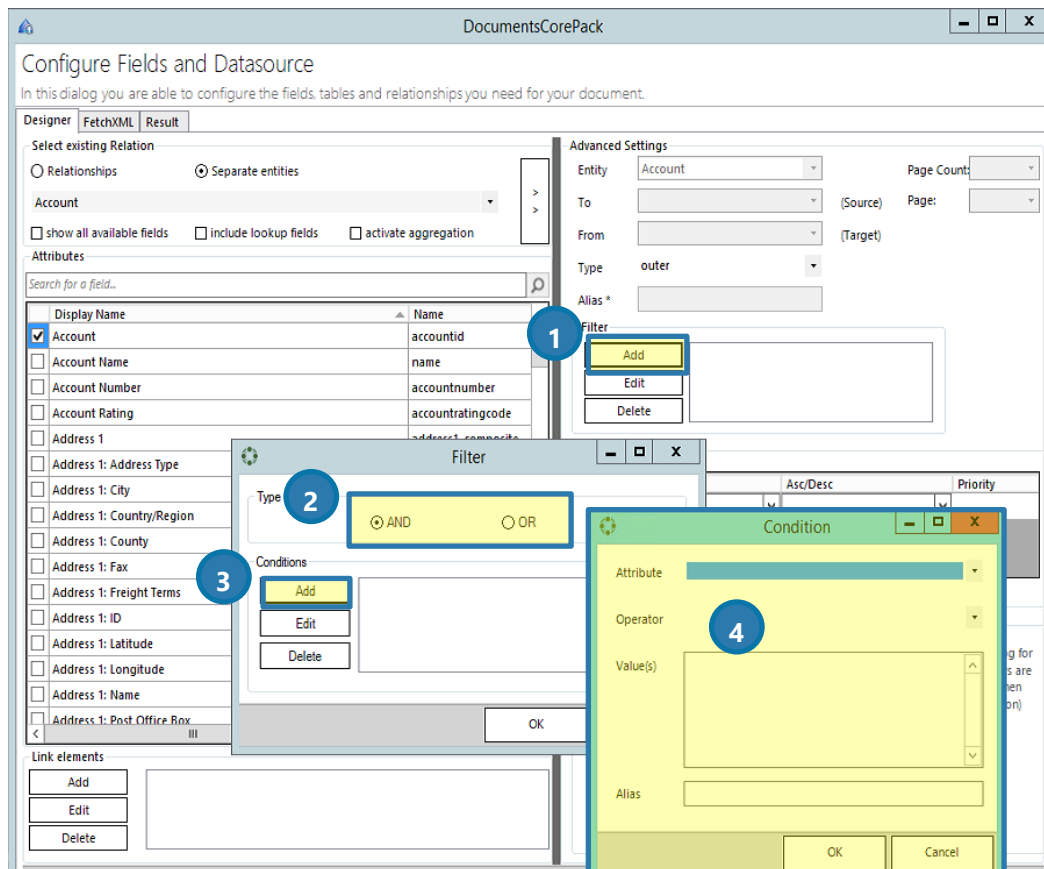 DocumentsCorePack
Configure Fields and Datasource
In this dialog you are able to configure the fields, tables and relationships you need for your document.
Designer FetchXML Result
Select existing Relation
Relationships Separate entities
Account
> >
show all available fields include lookup fields activate aggregation
Attributes
Search for a field...
Display Name Name
Account accountid
Account Name name
Account Number accountnumber
Account Rating accountratingcode
Address 1 address1_composite
Address 1: Address Type
Address 1: City
Address 1: Country/Region
Address 1: County
Address 1: Fax
Address 1: Freight Terms
Address 1: ID
Address 1: Latitude
Address 1: Longitude
Address 1: Name
Address 1: Post Office Box
Link elements
Add
Edit
Delete
Advanced Settings
Entity Account Page Count:
To (Source) Page:
From (Target)
Type outer
Alias *
Filter
1
Add
Edit
Delete
Asc/Desc Priority
Filter
Type
2
AND OR
Conditions
3
Add
Edit
Delete
OK
Condition
Attribute
Operator
4
Value(s)
Alias
OK Cancel
g for
s are
on)